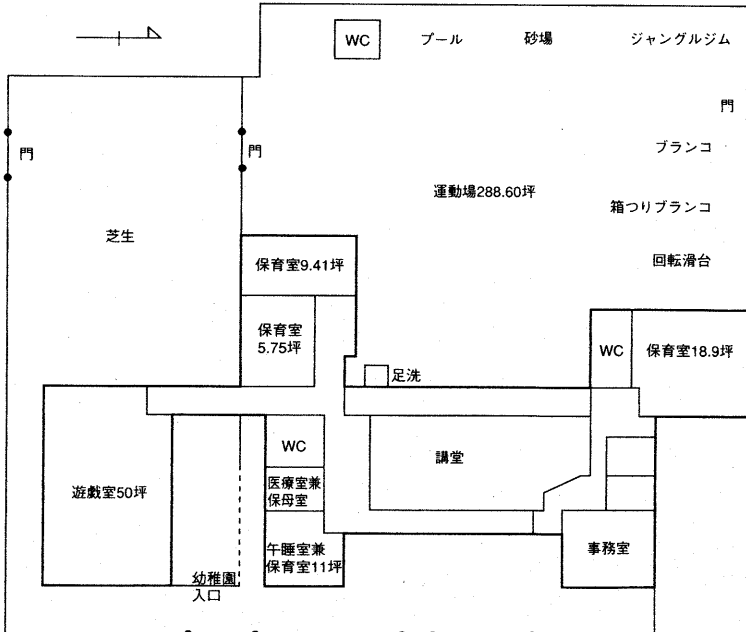 WC
プール
砂場
ジャングルジム
門
門
門
ブランコ
運動場288.60坪
箱つりブランコ
芝生
回転滑台
保育室9.41坪
保育室
5.75坪
WC
保育室18.9坪
足洗
WC
講堂
遊戯室50坪
医療室兼
保母室
午睡室兼
保育室11坪
事務室
幼稚園
入口